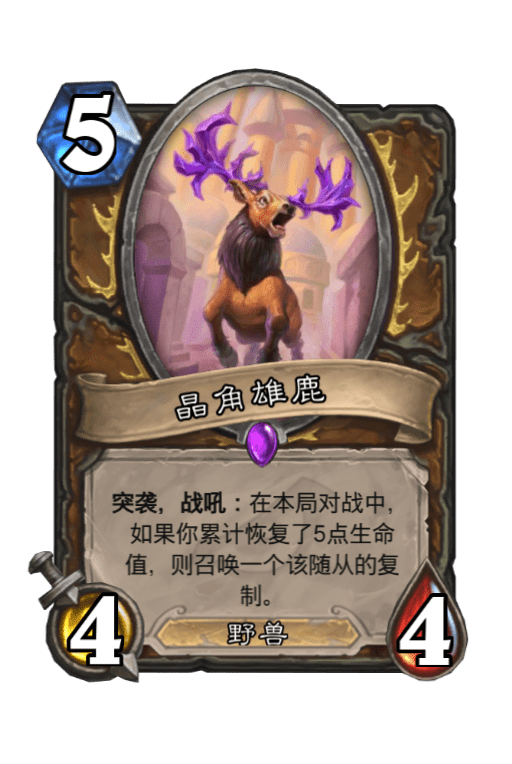 5
晶角雄鹿
突袭，战吼：在本局对战中，
如果你累计恢复了5点生命
值，则召唤一个该随从的复
制。
4
野兽
4